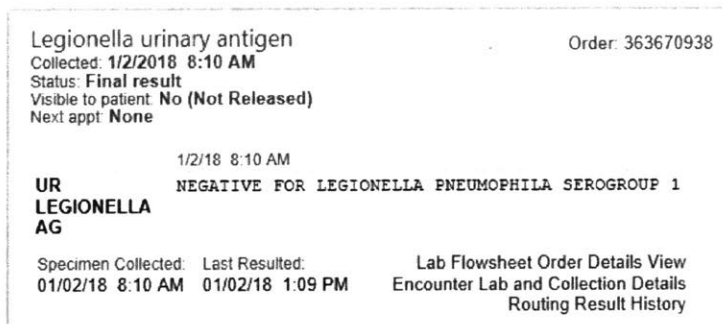 Legionella urinary antigen Order: 363670938
Collected: 1/2/2018 8:10 AM
Status: Final result
Visible to patient: No (Not Released)
Next appt: None
1/2/18 8:10 AM
UR LEGIONELLA AG NEGATIVE FOR LEGIONELLA PNEUMOPHILA SEROGROUP 1
Specimen Collected: Last Resulted: Lab Flowsheet Order Details View
01/02/18 8:10 AM 01/02/18 1:09 PM Encounter Lab and Collection Details
Routing Result History